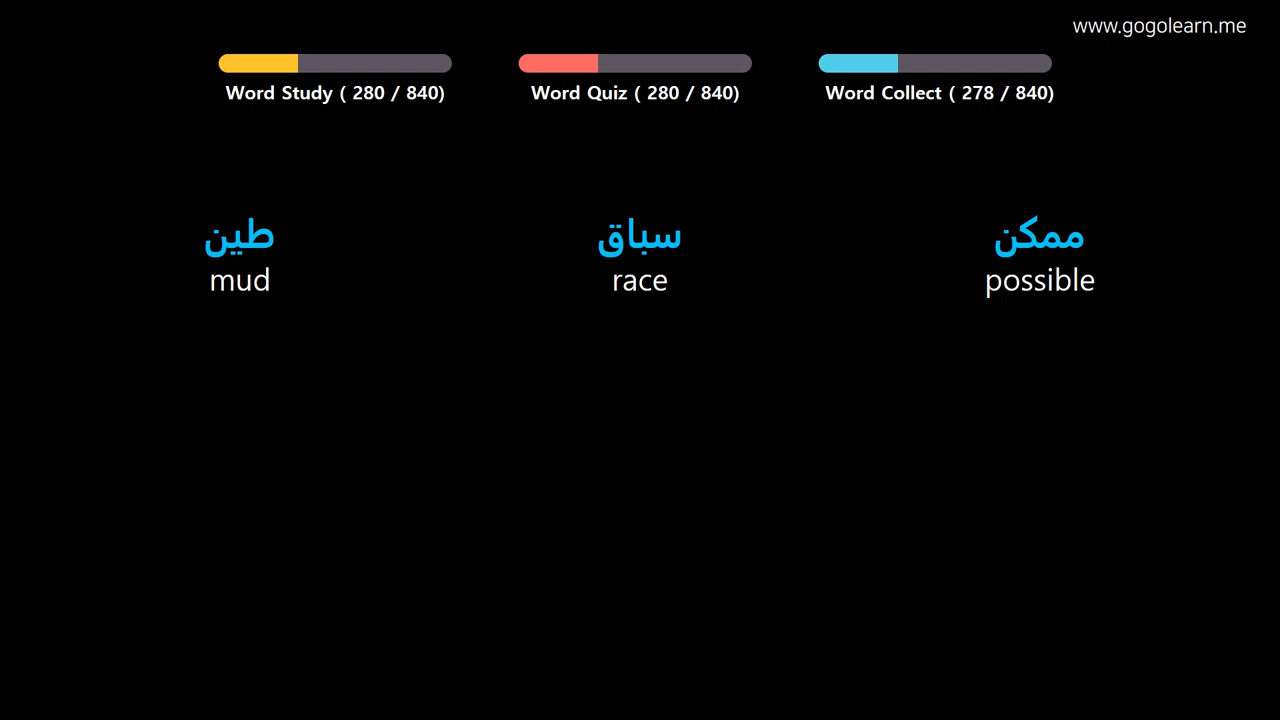 www.gogolearn.me
Word Study ( 280 / 840)
Word Quiz ( 280 / 840)
Word Collect ( 278 / 840)
طين
mud
سباق
race
ممكن
possible